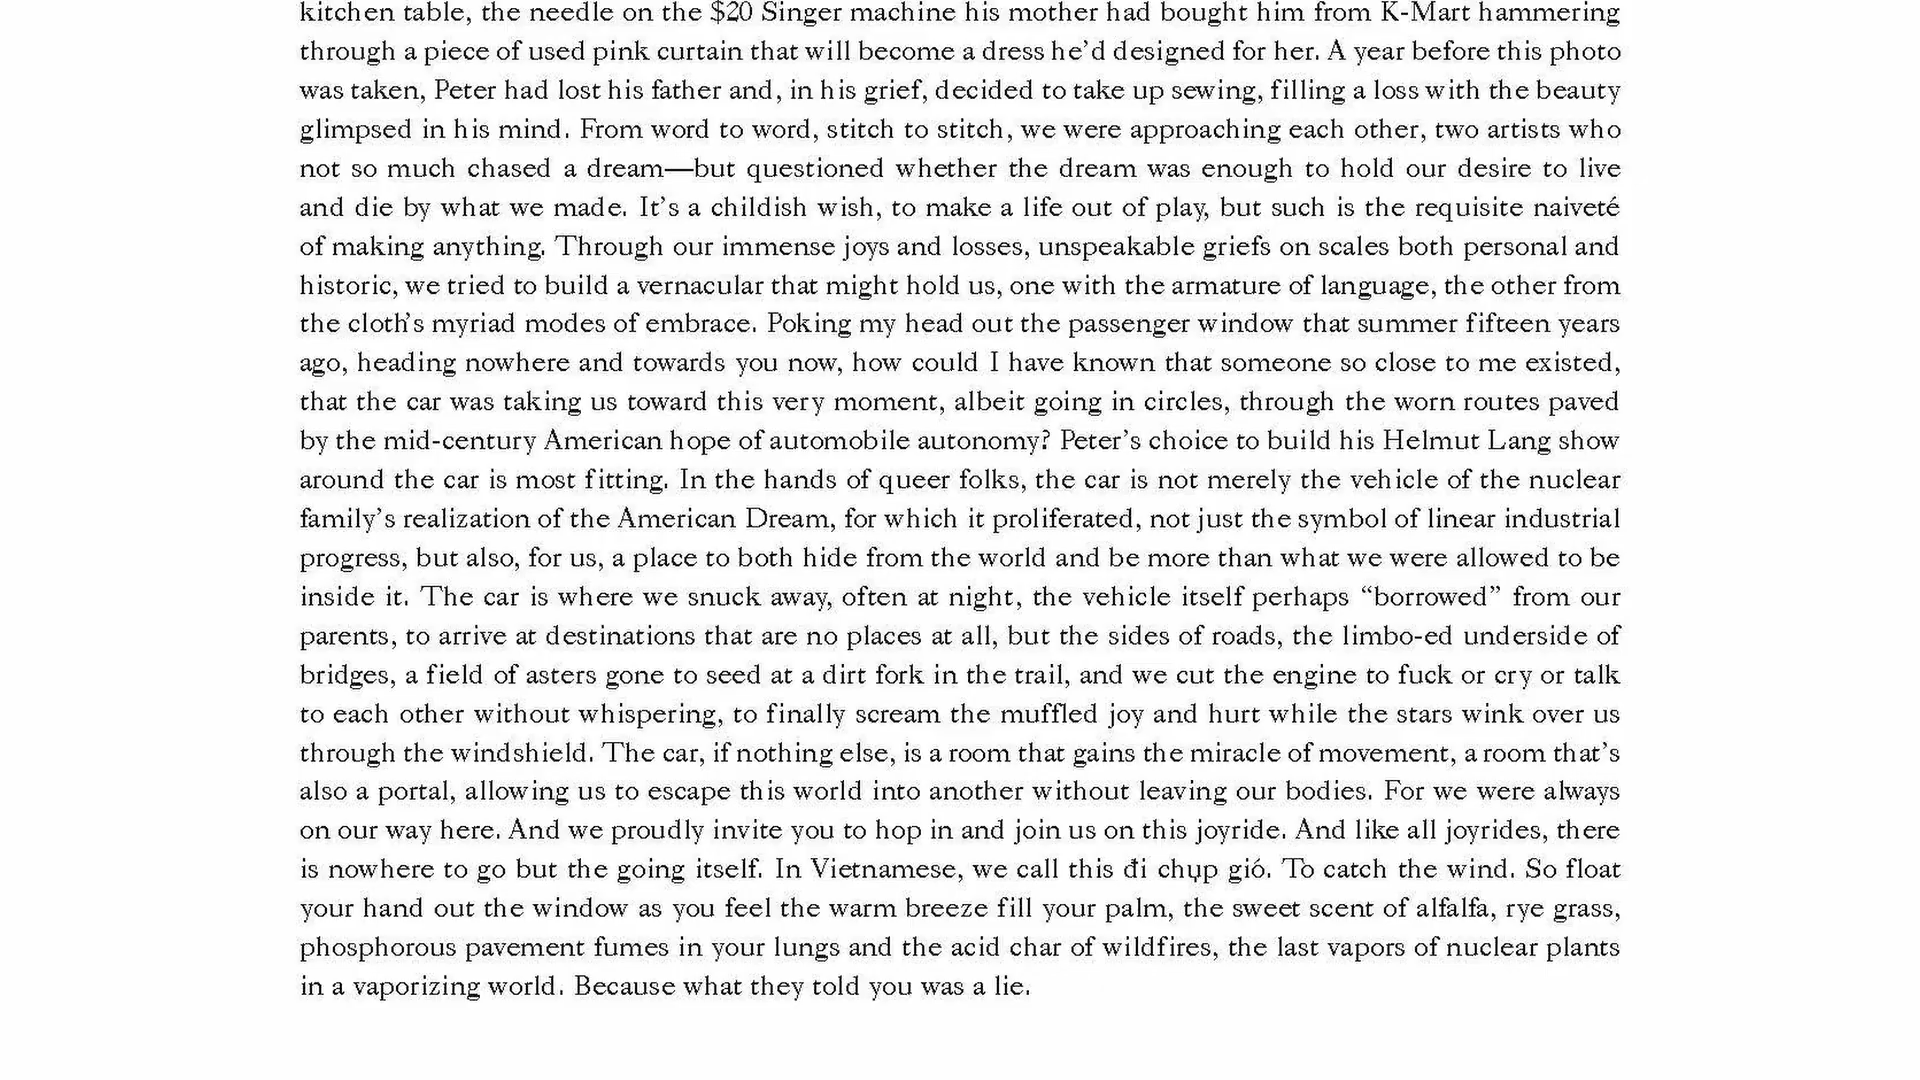 kitchen table, the needle on the $20 Singer machine his mother had bought him from K-Mart hammering
through a piece of used pink curtain that will become a dress he’d designed for her. A year before this photo
was taken, Peter had lost his father and, in his grief, decided to take up sewing, filling a loss with the beauty
glimpsed in his mind. From word to word, stitch to stitch, we were approaching each other, two artists who
not so much chased a dream—but questioned whether the dream was enough to hold our desire to live
and die by what we made. It’s a childish wish, to make a life out of play, but such is the requisite naiveté
of making anything. Through our immense joys and losses, unspeakable griefs on scales both personal and
historic, we tried to build a vernacular that might hold us, one with the armature of language, the other from
the cloth’s myriad modes of embrace. Poking my head out the passenger window that summer fifteen years
ago, heading nowhere and towards you now, how could I have known that someone so close to me existed,
that the car was taking us toward this very moment, albeit going in circles, through the worn routes paved
by the mid-century American hope of automobile autonomy? Peter’s choice to build his Helmut Lang show
around the car is most fitting. In the hands of queer folks, the car is not merely the vehicle of the nuclear
family’s realization of the American Dream, for which it proliferated, not just the symbol of linear industrial
progress, but also, for us, a place to both hide from the world and be more than what we were allowed to be
inside it. The car is where we snuck away, often at night, the vehicle itself perhaps “borrowed” from our
parents, to arrive at destinations that are no places at all, but the sides of roads, the limbo-ed underside of
bridges, a field of asters gone to seed at a dirt fork in the trail, and we cut the engine to fuck or cry or talk
to each other without whispering, to finally scream the muffled joy and hurt while the stars wink over us
through the windshield. The car, if nothing else, is a room that gains the miracle of movement, a room that’s
also a portal, allowing us to escape this world into another without leaving our bodies. For we were always
on our way here. And we proudly invite you to hop in and join us on this joyride. And like all joyrides, there
is nowhere to go but the going itself. In Vietnamese, we call this đi chụp gió. To catch the wind. So float
your hand out the window as you feel the warm breeze fill your palm, the sweet scent of alfalfa, rye grass,
phosphorous pavement fumes in your lungs and the acid char of wildfires, the last vapors of nuclear plants
in a vaporizing world. Because what they told you was a lie.